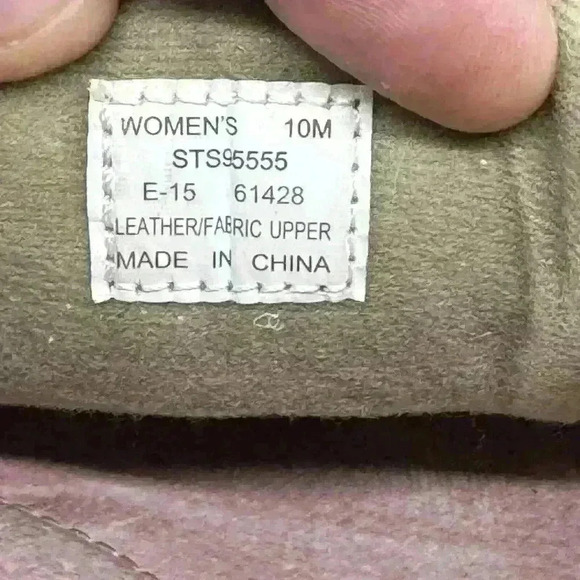 WOMEN'S 10M
STS95555
E-15 61428
LEATHER/FABRIC UPPER
MADE IN CHINA